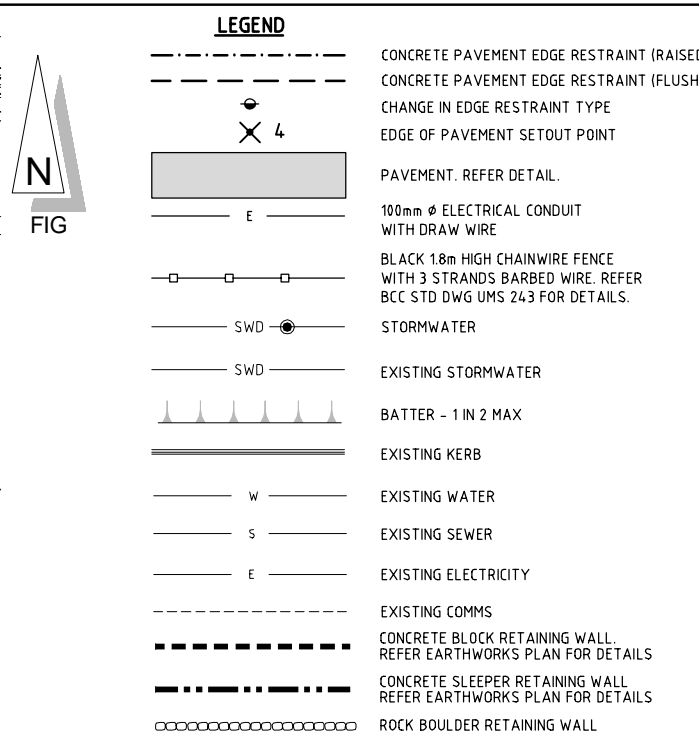 LEGEND
CONCRETE PAVEMENT EDGE RESTRAINT (RAISED
CONCRETE PAVEMENT EDGE RESTRAINT (FLUSH
CHANGE IN EDGE RESTRAINT TYPE
4 EDGE OF PAVEMENT SETOUT POINT
N
FIG
PAVEMENT. REFER DETAIL.
E 100mm ø ELECTRICAL CONDUIT
WITH DRAW WIRE
BLACK 1.8m HIGH CHAINWIRE FENCE
WITH 3 STRANDS BARBED WIRE. REFER
BCC STD DWG UMS 243 FOR DETAILS.
SWD STORMWATER
SWD EXISTING STORMWATER
BATTER - 1 IN 2 MAX
EXISTING KERB
W EXISTING WATER
S EXISTING SEWER
E EXISTING ELECTRICITY
EXISTING COMMS
CONCRETE BLOCK RETAINING WALL.
REFER EARTHWORKS PLAN FOR DETAILS
CONCRETE SLEEPER RETAINING WALL
REFER EARTHWORKS PLAN FOR DETAILS
ROCK BOULDER RETAINING WALL